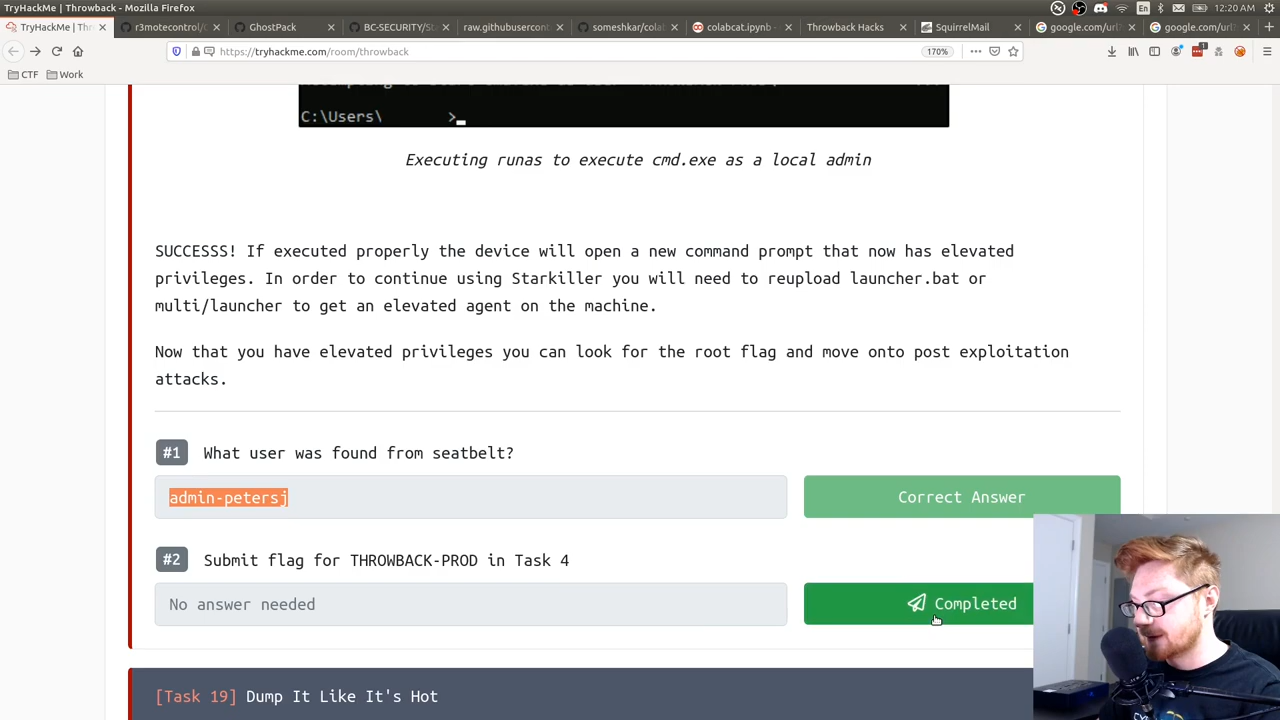 TryHackMe | Throwback - Mozilla Firefox
En
12:20 AM
TryHackMe | Thr
r3motecontrol/
GhostPack
BC-SECURITY/St
raw.githubusercont
someshkar/colab
colabcat.ipynb -
Throwback Hacks
SquirrelMail
google.com/url?
google.com/url?
https://tryhackme.com/room/throwback
170%
CTF
Work
C:\Users\ >
Executing runas to execute cmd.exe as a local admin
SUCCESSS! If executed properly the device will open a new command prompt that now has elevated
privileges. In order to continue using Starkiller you will need to reupload launcher.bat or
multi/launcher to get an elevated agent on the machine.
Now that you have elevated privileges you can look for the root flag and move onto post exploitation
attacks.
#1 What user was found from seatbelt?
admin-petersj
Correct Answer
#2 Submit flag for THROWBACK-PROD in Task 4
No answer needed
Completed
[Task 19] Dump It Like It's Hot